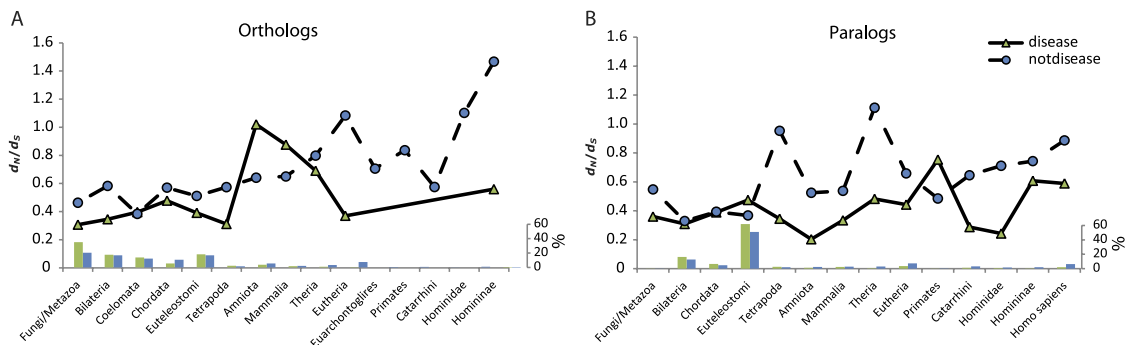 A
Orthologs
1.6
1.4
1.2
1.0
0.8
0.6
0.4
0.2
0
dN/dS
60
40
20
0
%
Fungi/Metazoa
Bilateria
Coelomata
Chordata
Euteleostomi
Tetrapoda
Amniota
Mammalia
Theria
Eutheria
Euarchontoglires
Primates
Catarrhini
Hominidae
Homininae
B
Paralogs
disease
notdisease
1.6
1.4
1.2
1.0
0.8
0.6
0.4
0.2
0
dN/dS
60
40
20
0
%
Fungi/Metazoa
Bilateria
Chordata
Euteleostomi
Tetrapoda
Amniota
Mammalia
Theria
Eutheria
Primates
Catarrhini
Hominidae
Homininae
Homo sapiens